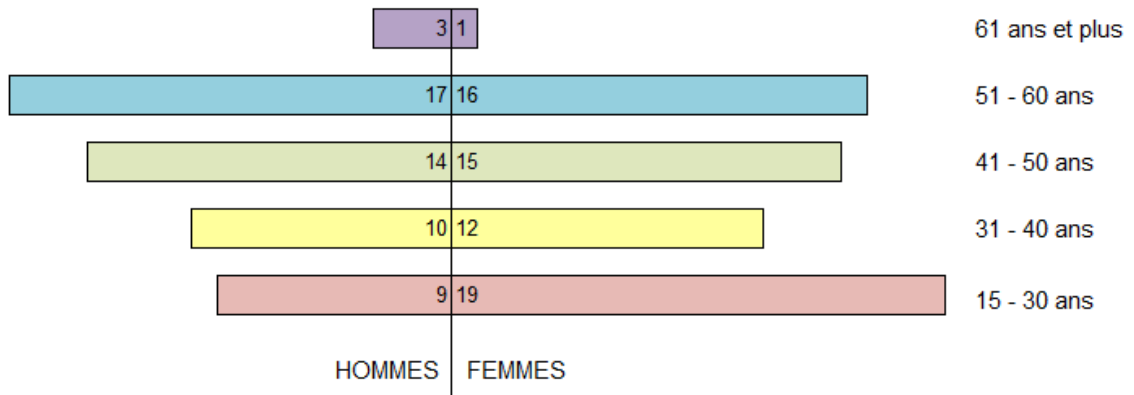 3 1 61 ans et plus
17 16 51 - 60 ans
14 15 41 - 50 ans
10 12 31 - 40 ans
9 19 15 - 30 ans
HOMMES FEMMES